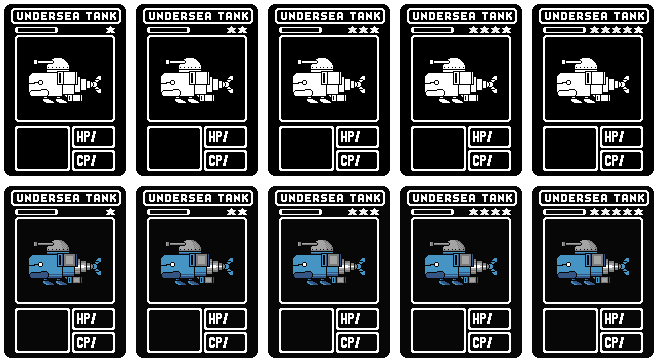 UNDERSEA TANK UNDERSEA TANK UNDERSEA TANK UNDERSEA TANK UNDERSEA TANK
HP/ HP/ HP/ HP/ HP/
CP/ CP/ CP/ CP/ CP/
UNDERSEA TANK UNDERSEA TANK UNDERSEA TANK UNDERSEA TANK UNDERSEA TANK
HP/ HP/ HP/ HP/ HP/
CP/ CP/ CP/ CP/ CP/